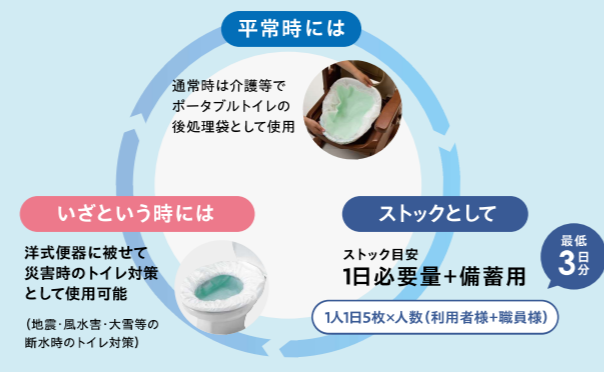 平常時には
通常時は介護等で
ポータブルトイレの
後処理袋として使用
いざという時には
洋式便器に被せて
災害時のトイレ対策
として使用可能
（地震・風水害・大雪等の
断水時のトイレ対策）
ストックとして
ストック目安
1日必要量+備蓄用
最低
3日分
1人1日5枚×人数（利用者様+職員様）